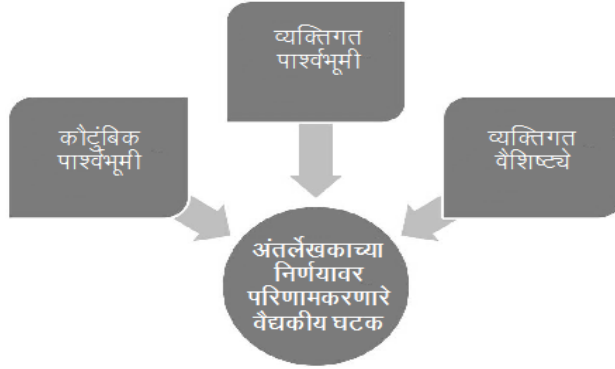 व्यक्तिगत
पार्श्वभूमी
कौटुंबिक
पार्श्वभूमी
व्यक्तिगत
वैशिष्ट्ये
अंतर्लेखकाच्या
निर्णयावर
परिणामकरणारे
वैद्यकीय घटक